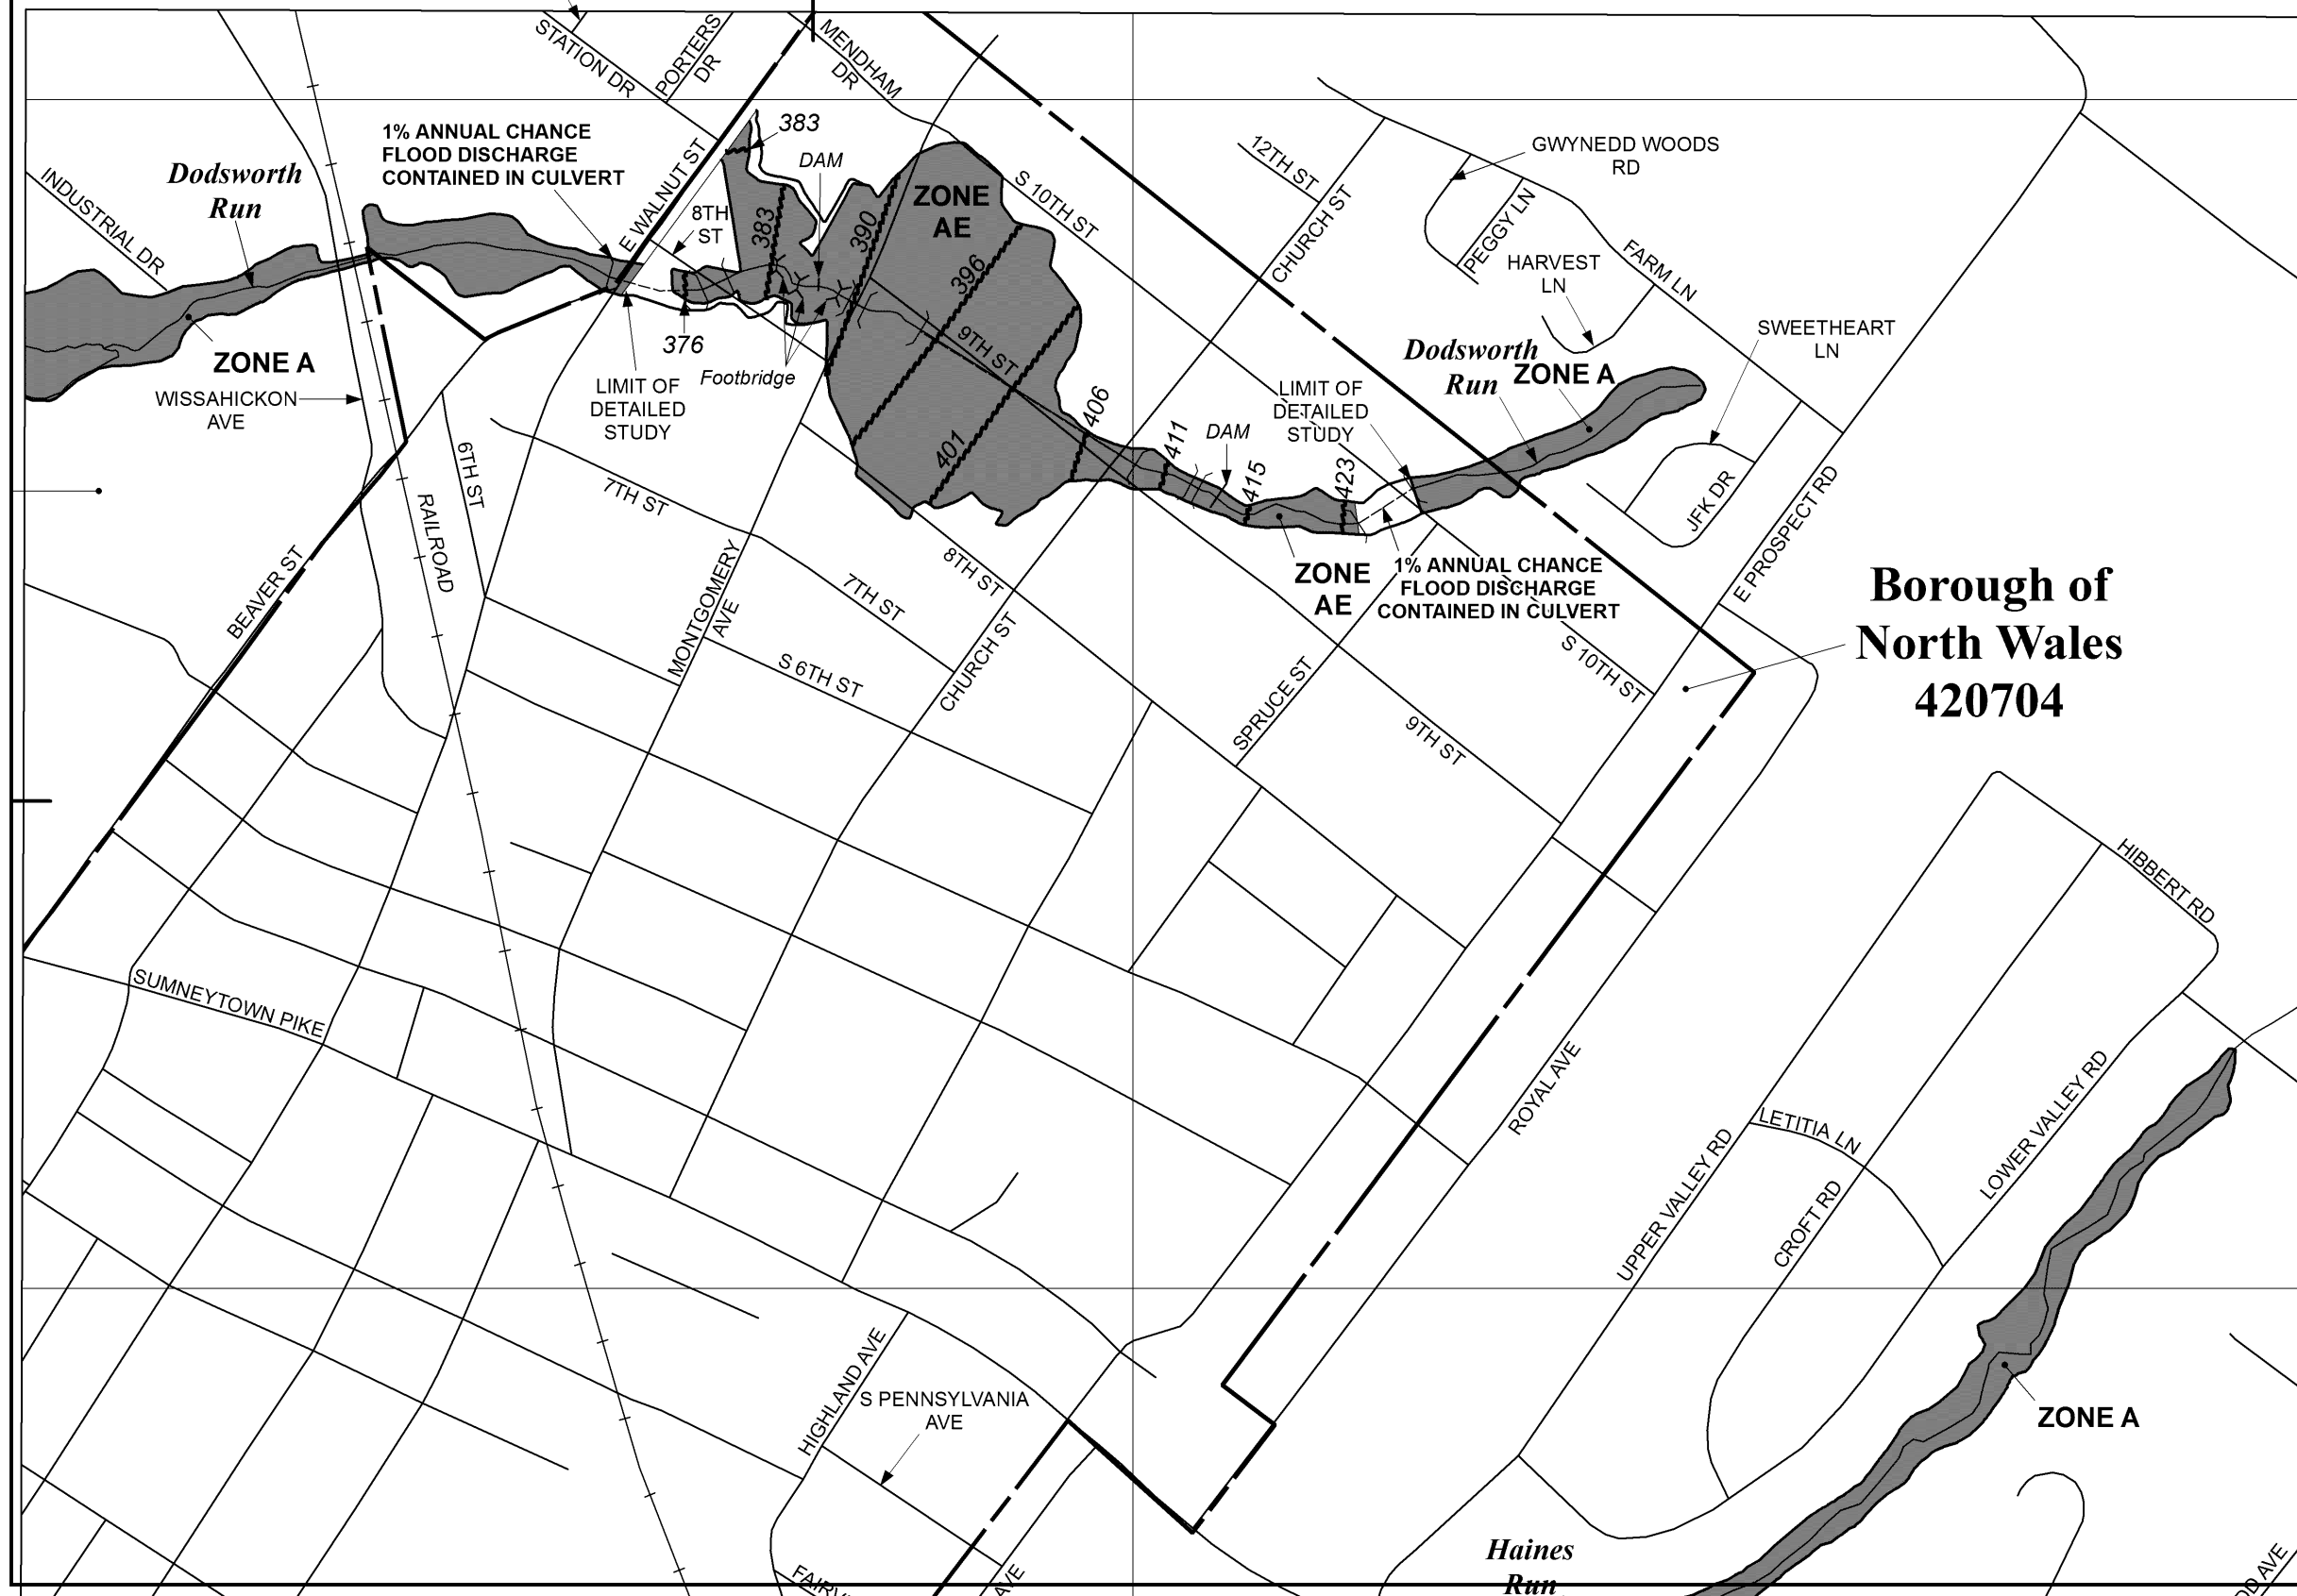 STATION DR
PORTERS
DR
MENDHAM
DR
383
1% ANNUAL CHANCE
FLOOD DISCHARGE
CONTAINED IN CULVERT
DAM
E WALNUT ST
Dodsworth
Run
INDUSTRIAL DR
8TH
ST
383
390
ZONE
AE
396
S 10TH ST
12TH ST
CHURCH ST
GWYNEDD WOODS
RD
PEGGY LN
HARVEST
LN
FARM LN
SWEETHEART
LN
ZONE A
WISSAHICKON
AVE
376
Footbridge
LIMIT OF
DETAILED
STUDY
9TH ST
401
406
411
DAM
415
LIMIT OF
DETAILED
STUDY
423
Dodsworth
Run
ZONE A
JFK DR
E PROSPECT RD
6TH ST
7TH ST
RAILROAD
BEAVER ST
MONTGOMERY
AVE
7TH ST
8TH ST
S 6TH ST
CHURCH ST
ZONE
AE
1% ANNUAL CHANCE
FLOOD DISCHARGE
CONTAINED IN CULVERT
SPRUCE ST
S 10TH ST
9TH ST
Borough of
North Wales
420704
HIBBERT RD
SUMNEYTOWN PIKE
ROYAL AVE
UPPER VALLEY RD
LETITIA LN
CROFT RD
LOWER VALLEY RD
HIGHLAND AVE
S PENNSYLVANIA
AVE
ZONE A
Haines
Run
AVE